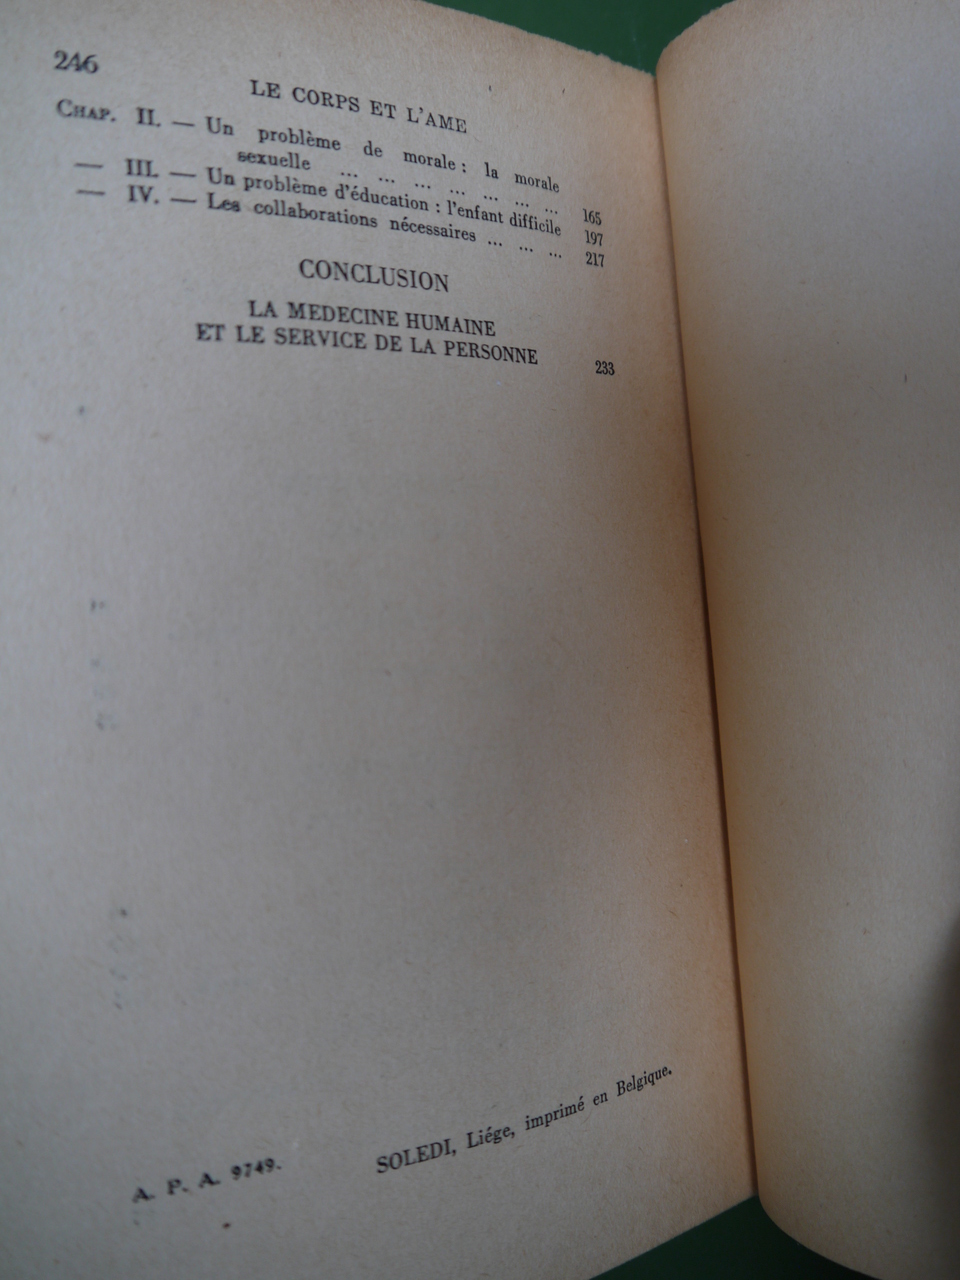 246
LE CORPS ET L'AME
CHAP. II. — Un problème de morale : la morale
sexuelle ... ... ... ... ... ... ... 165
— III. — Un problème d'éducation : l'enfant difficile 197
— IV. — Les collaborations nécessaires ... ... ... 217
CONCLUSION
LA MEDECINE HUMAINE
ET LE SERVICE DE LA PERSONNE 233
A. P. A. 9749.
SOLEDI, Liége, imprimé en Belgique.